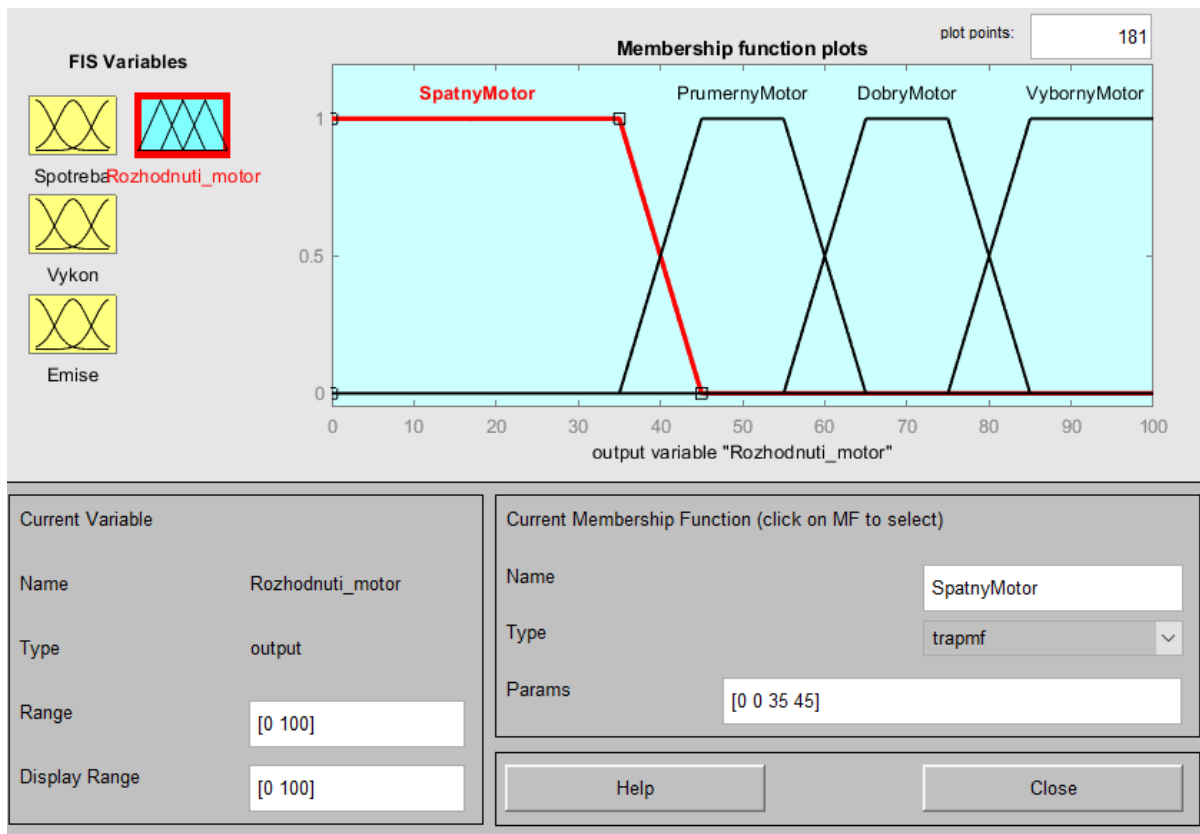 plot points: 181
FIS Variables
Membership function plots
SpatnyMotor PrumernyMotor DobryMotor VybornyMotor
1
Spotreba Rozhodnuti_motor
0.5
Vykon
Emise
0
0 10 20 30 40 50 60 70 80 90 100
output variable "Rozhodnuti_motor"
Current Variable
Name Rozhodnuti_motor
Type output
Range [0 100]
Display Range [0 100]
Current Membership Function (click on MF to select)
Name SpatnyMotor
Type trapmf
Params [0 0 35 45]
Help Close